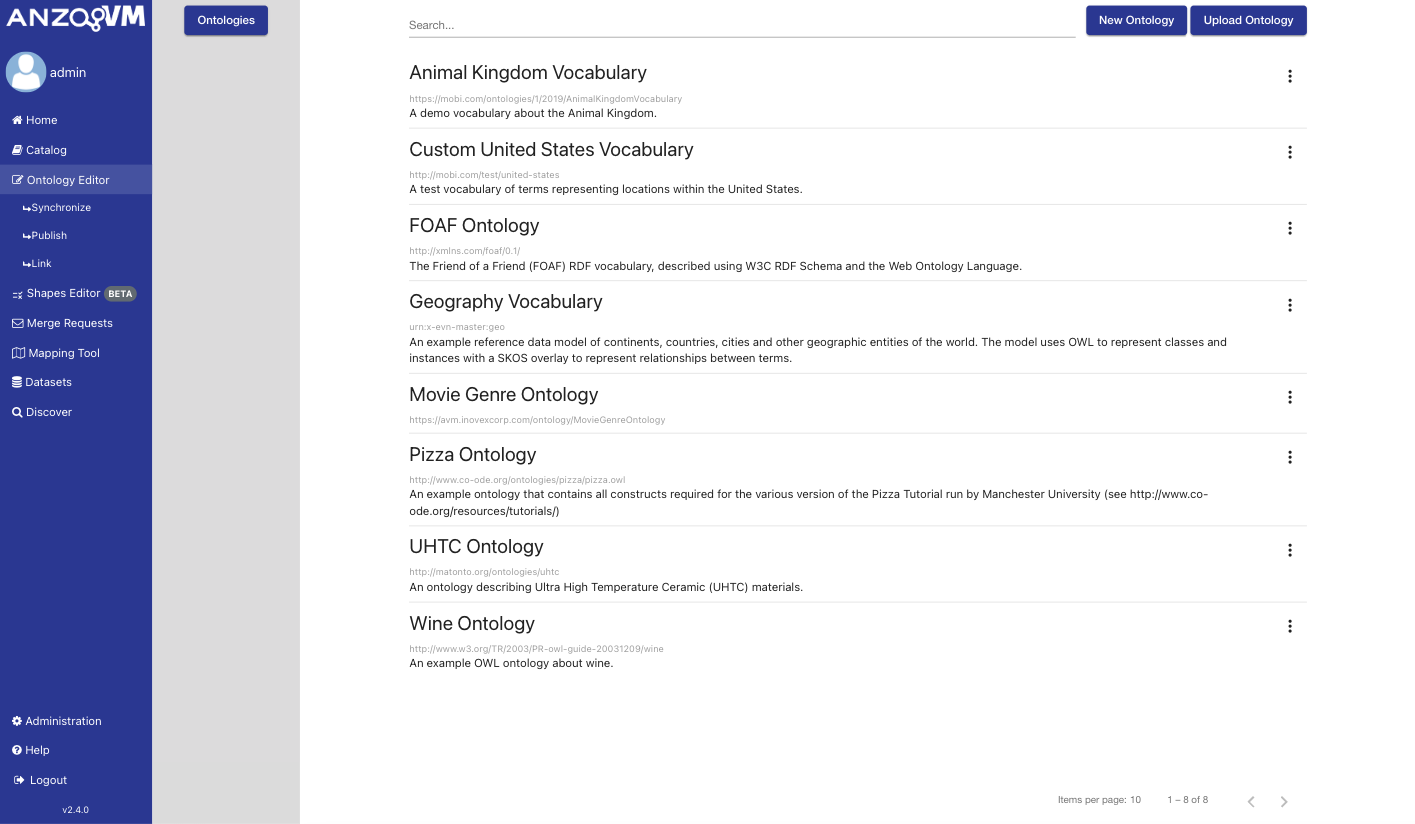 ANZOVM
admin
Home
Catalog
Ontology Editor
Synchronize
Publish
Link
Shapes Editor BETA
Merge Requests
Mapping Tool
Datasets
Discover
Administration
Help
Logout
v2.4.0
Ontologies
Search...
New Ontology
Upload Ontology
Animal Kingdom Vocabulary
https://mobi.com/ontologies/1/2019/AnimalKingdomVocabulary
A demo vocabulary about the Animal Kingdom.
Custom United States Vocabulary
http://mobi.com/test/united-states
A test vocabulary of terms representing locations within the United States.
FOAF Ontology
http://xmlns.com/foaf/0.1/
The Friend of a Friend (FOAF) RDF vocabulary, described using W3C RDF Schema and the Web Ontology Language.
Geography Vocabulary
urn:x-evn-master:geo
An example reference data model of continents, countries, cities and other geographic entities of the world. The model uses OWL to represent classes and
instances with a SKOS overlay to represent relationships between terms.
Movie Genre Ontology
https://avm.inovexcorp.com/ontology/MovieGenreOntology
Pizza Ontology
http://www.co-ode.org/ontologies/pizza/pizza.owl
An example ontology that contains all constructs required for the various version of the Pizza Tutorial run by Manchester University (see http://www.co-
ode.org/resources/tutorials/)
UHTC Ontology
http://matonto.org/ontologies/uhtc
An ontology describing Ultra High Temperature Ceramic (UHTC) materials.
Wine Ontology
http://www.w3.org/TR/2003/PR-owl-guide-20031209/wine
An example OWL ontology about wine.
Items per page: 10
1 – 8 of 8